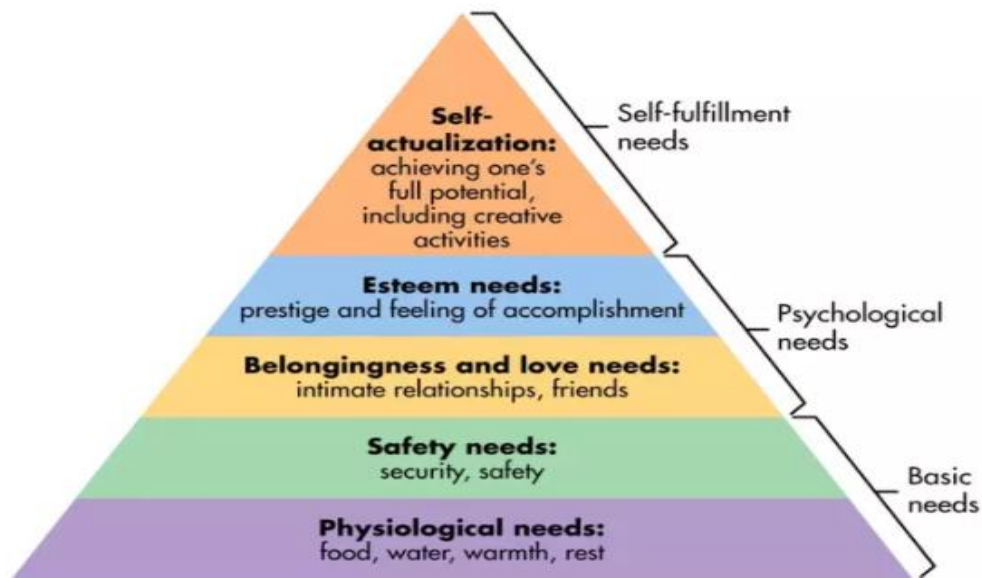 Self-
actualization:
achieving one's
full potential,
including creative
activities
Self-fulfillment
needs
Esteem needs:
prestige and feeling of accomplishment
Belongingness and love needs:
intimate relationships, friends
Psychological
needs
Safety needs:
security, safety
Physiological needs:
food, water, warmth, rest
Basic
needs